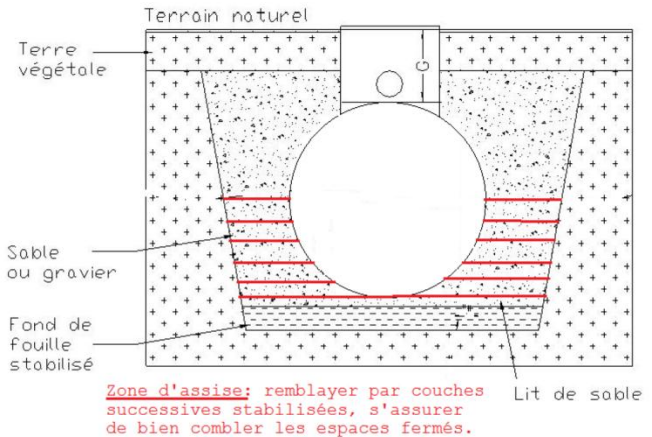 Terrain naturel
Terre
végétale
G
Sable
ou gravier
Fond de
fouille
stabilisé
Lit de sable
Zone d'assise: remblayer par couches
successives stabilisées, s'assurer
de bien combler les espaces fermés.